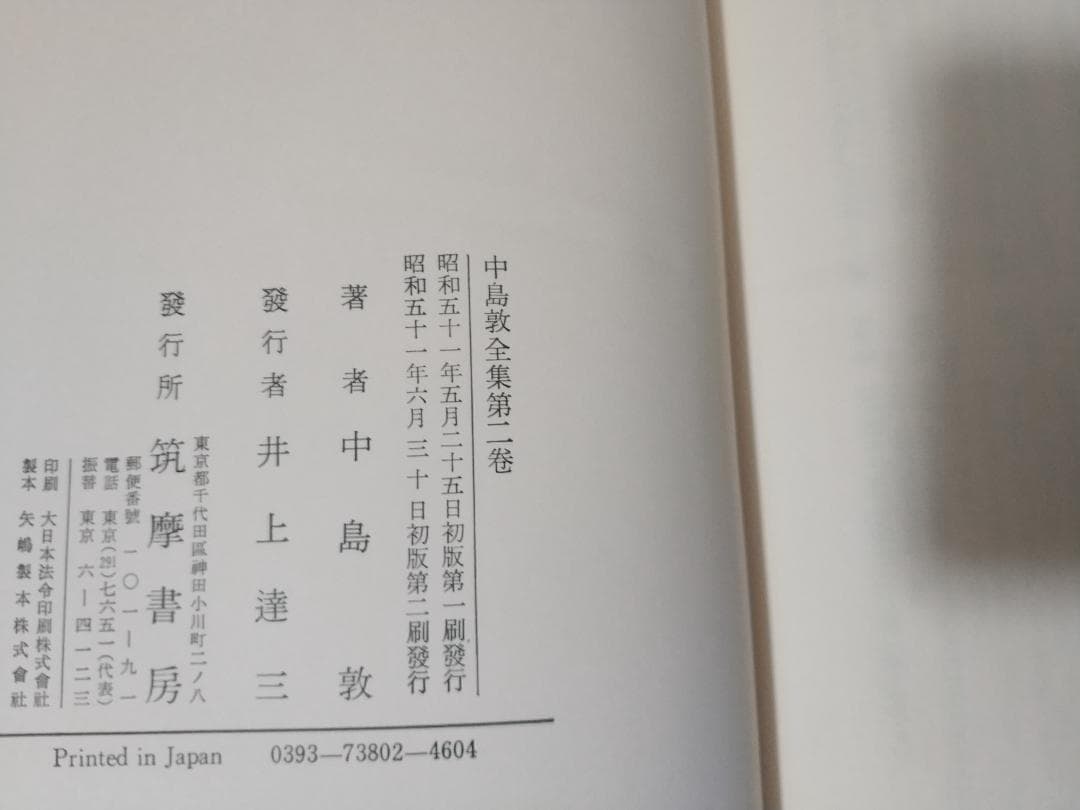 中島敦全集第二卷
昭和五十一年五月二十五日初版第一刷發行
昭和五十一年六月三十日初版第二刷發行
著者 中島敦
發行者 井上達三
東京都千代田區神田小川町二ノ八
發行所 筑摩書房
郵便番號 一〇一―九一
電話 東京(291)七六五一(代表)
振替 東京 六―四一二三
印刷 大日本法令印刷株式會社
製本 矢嶋製本株式會社
Printed in Japan 0393—73802—4604